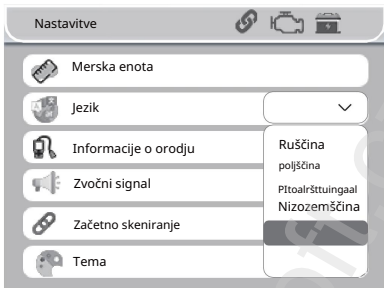 Nastavitve
Merska enota
Jezik
Informacije o orodju
Zvočni signal
Začetno skeniranje
Tema
Ruščina
poljščina
Nizozemščina